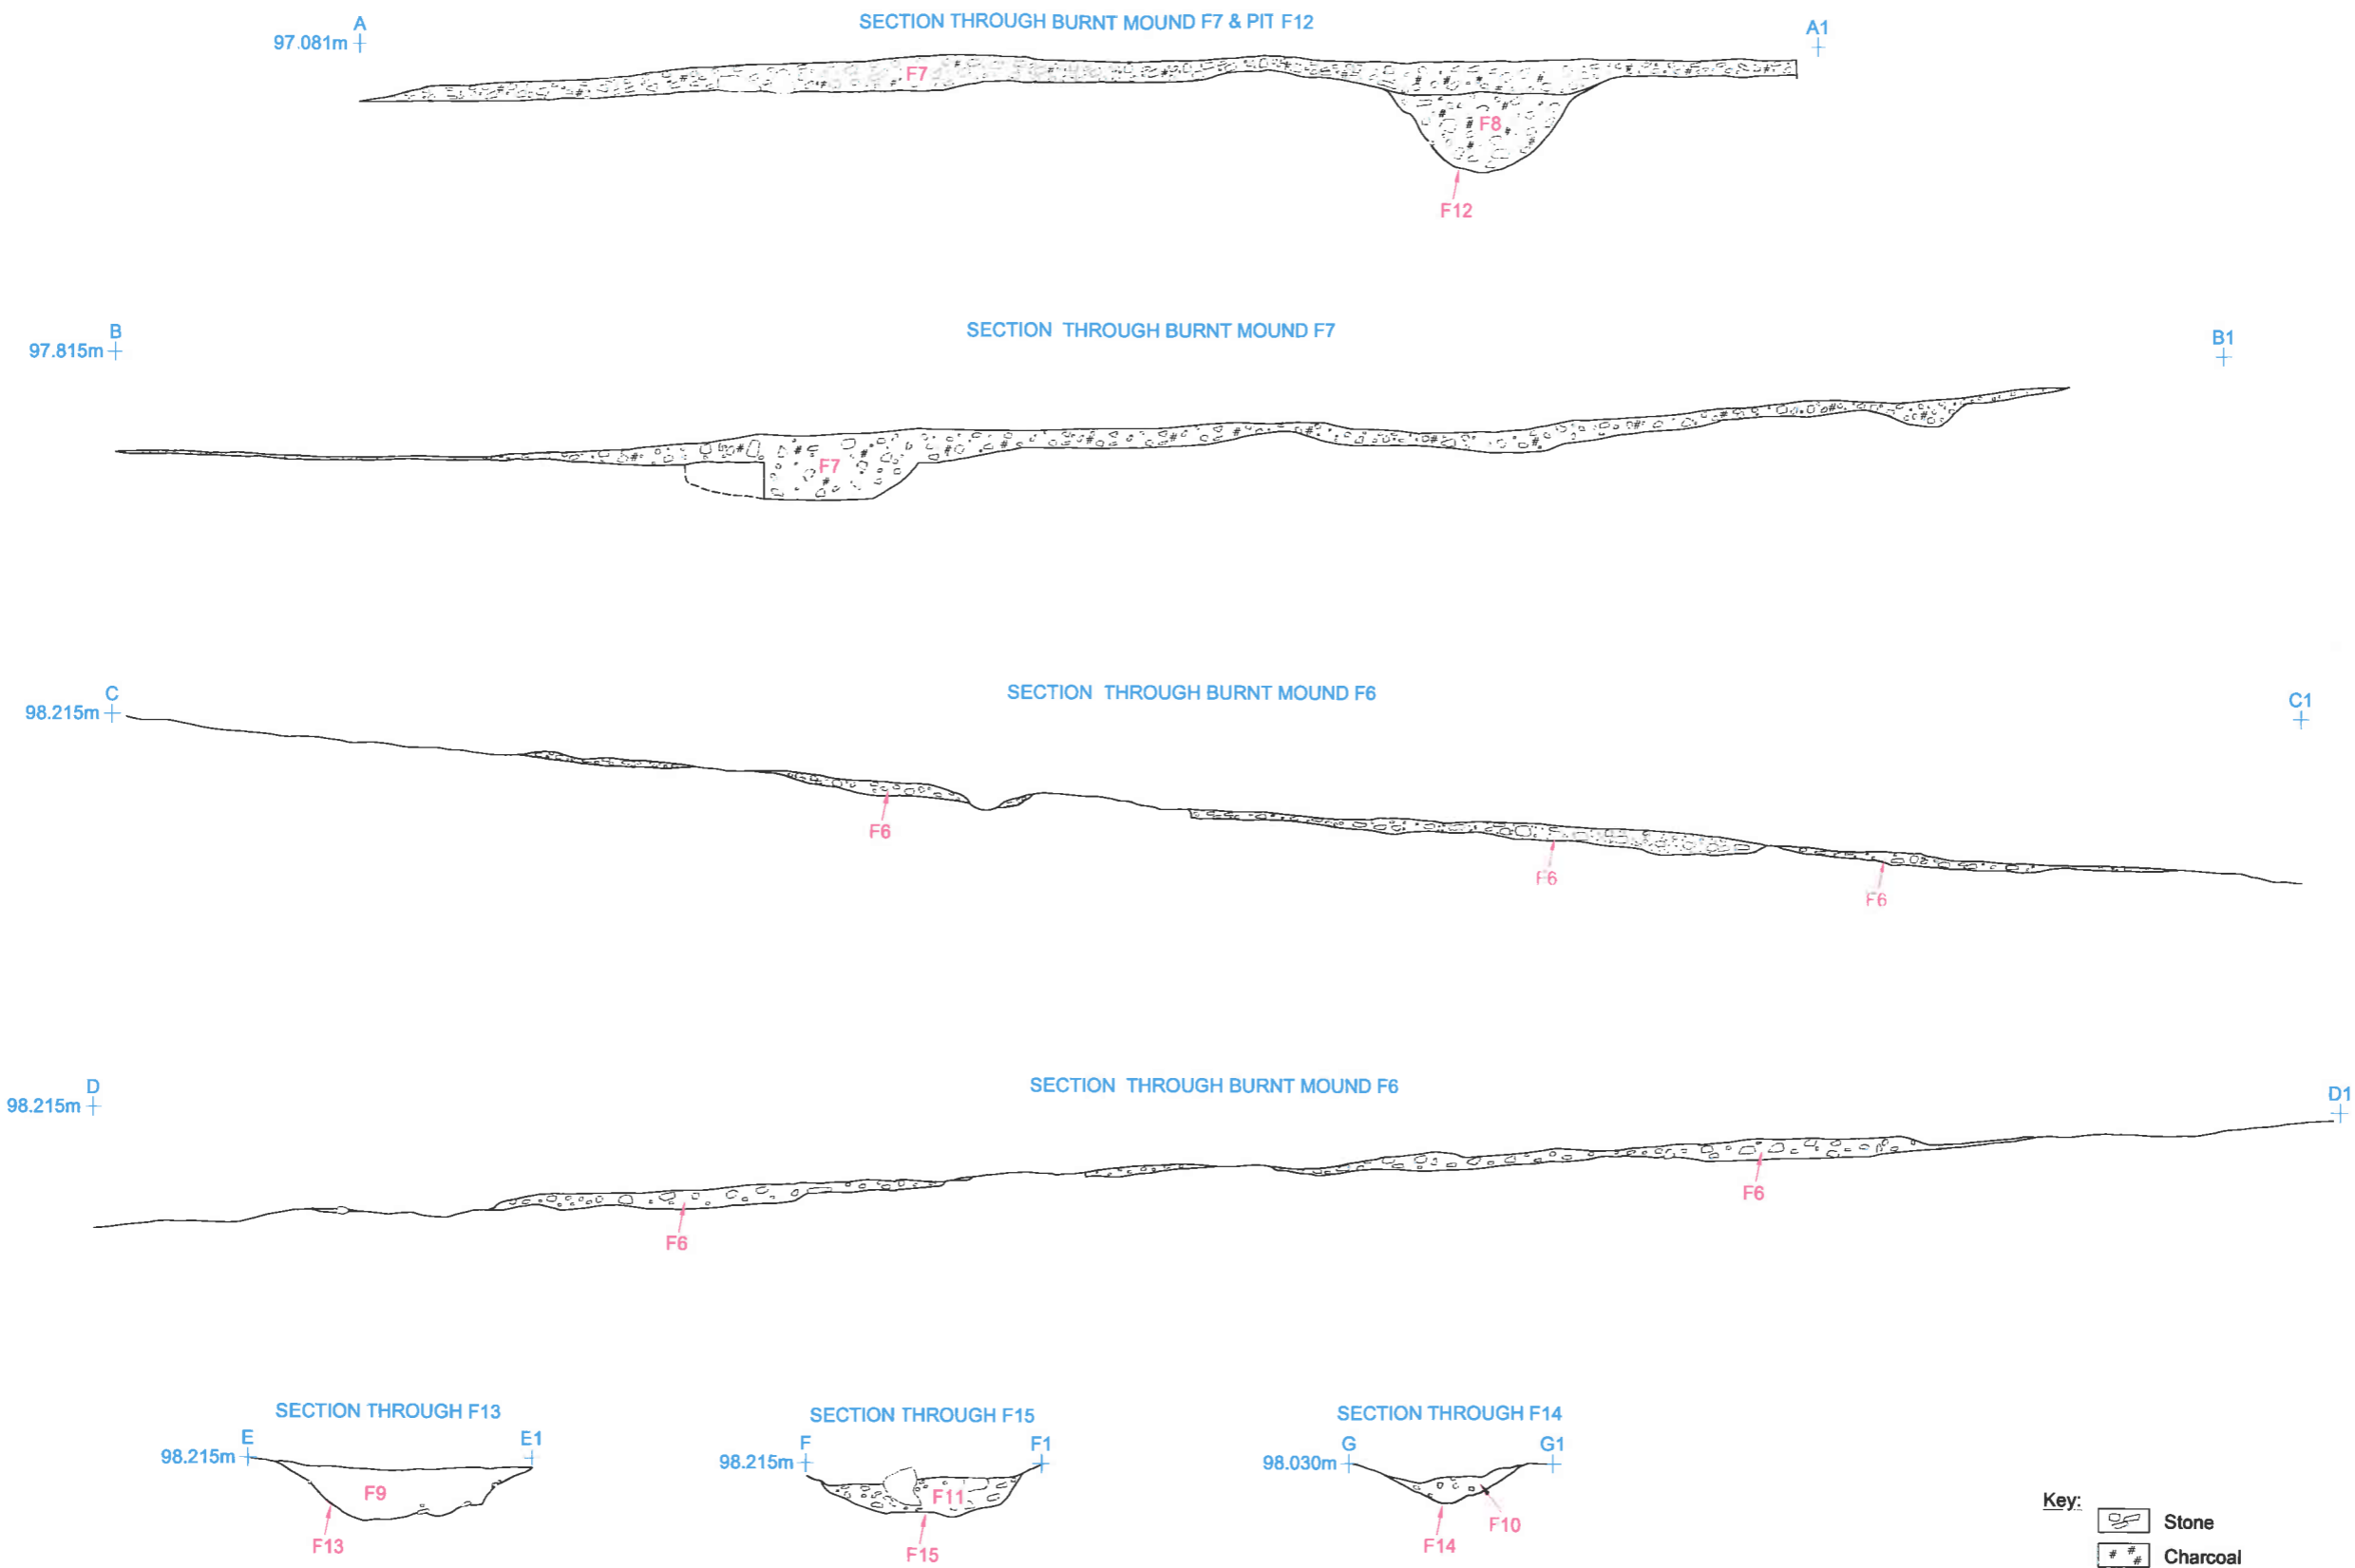 SECTION THROUGH BURNT MOUND F7 & PIT F12
A
97.081m
A1
F7
F8
F12
SECTION THROUGH BURNT MOUND F7
B
97.815m
B1
F7
SECTION THROUGH BURNT MOUND F6
C
98.215m
C1
F6
F6
F6
SECTION THROUGH BURNT MOUND F6
D
98.215m
D1
F6
F6
SECTION THROUGH F13
E
98.215m
E1
F9
F13
SECTION THROUGH F15
F
98.215m
F1
F11
F15
SECTION THROUGH F14
G
98.030m
G1
F10
F14
Key:
Stone
Charcoal